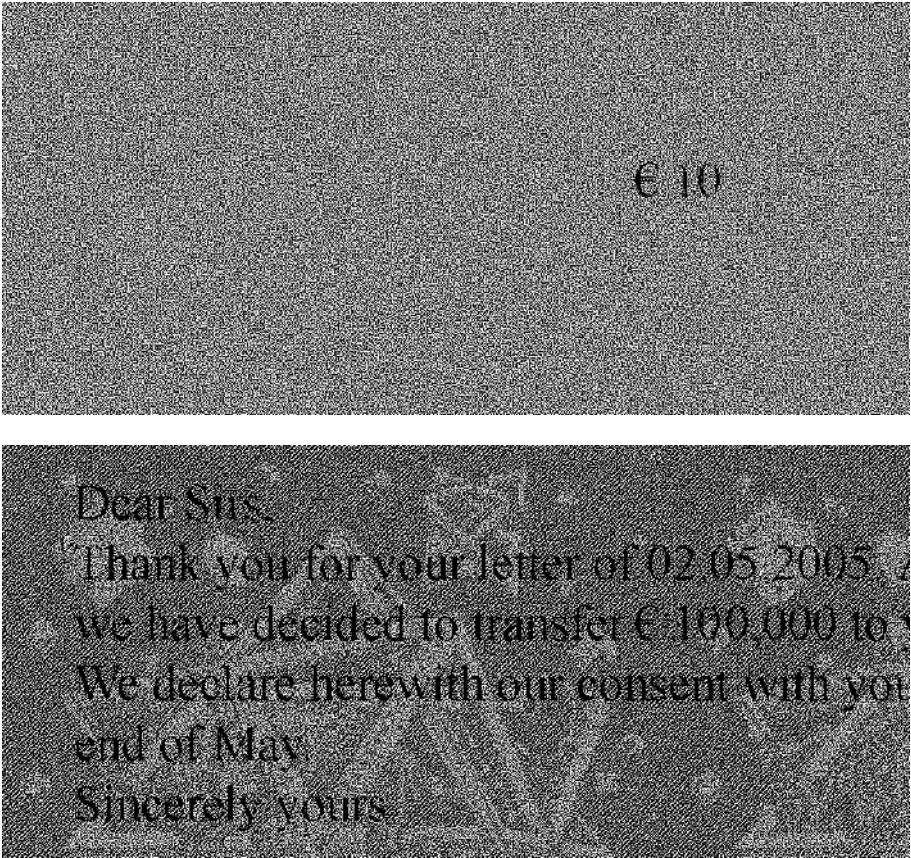 € 10
Dear Sirs,
Thank you for your letter of 02.05.2005. A
we have decided to transfer € 100.000 to y
We declare herewith our consent with you
end of May.
Sincerely yours